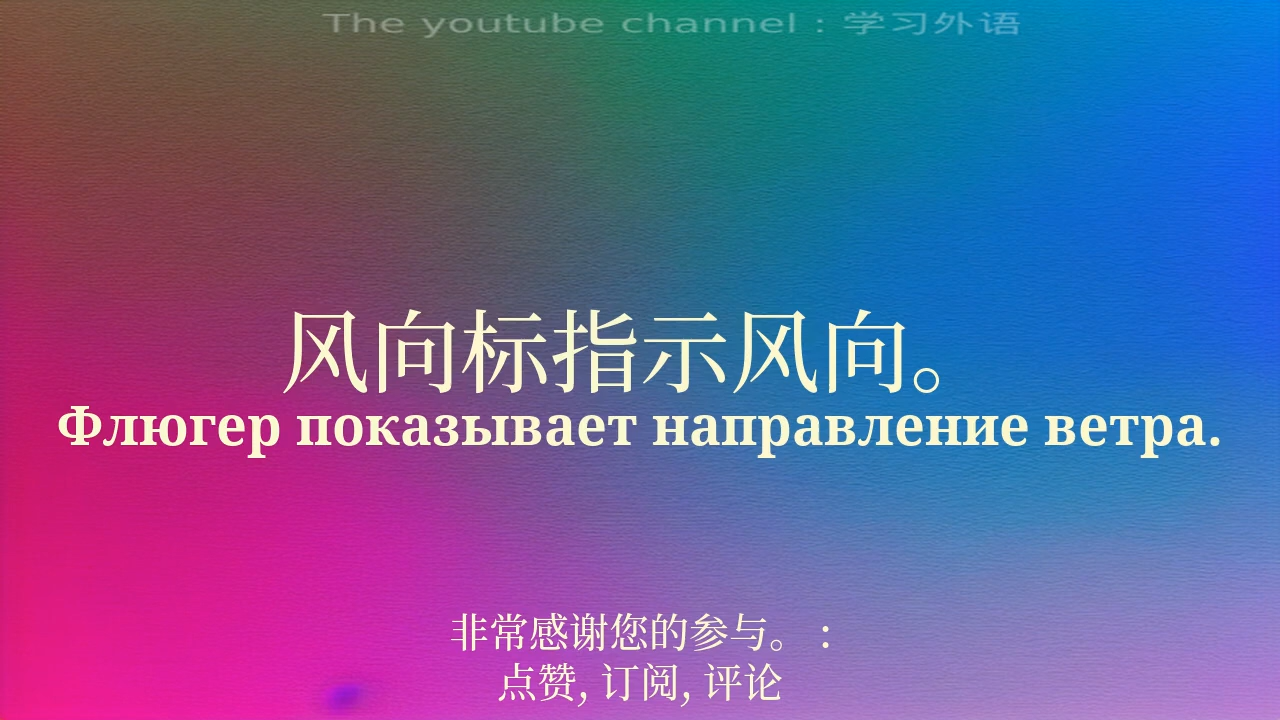 The youtube channel : 学习外语
风向标指示风向。
Флюгер показывает направление ветра.
非常感谢您的参与。 :
点赞, 订阅, 评论